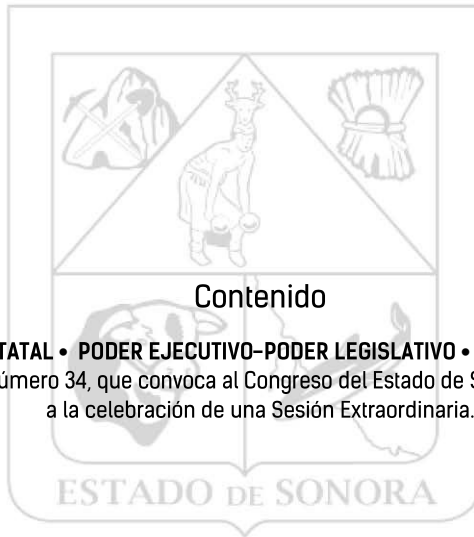 Contenido
TATAL • PODER EJECUTIVO-PODER LEGISLATIVO •
úmero 34, que convoca al Congreso del Estado de S
a la celebración de una Sesión Extraordinaria.
ESTADO DE SONORA